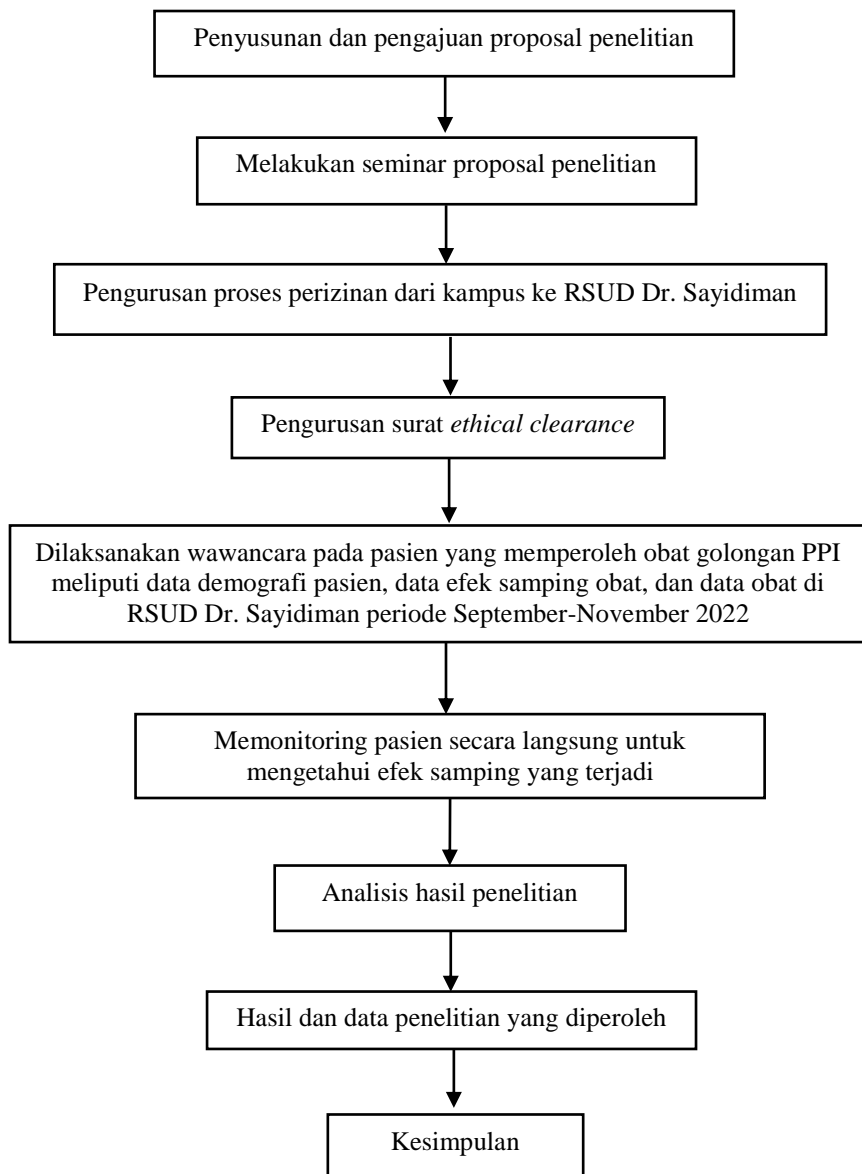 Penyusunan dan pengajuan proposal penelitian
Melakukan seminar proposal penelitian
Pengurusan proses perizinan dari kampus ke RSUD Dr. Sayidiman
Pengurusan surat ethical clearance
Dilaksanakan wawancara pada pasien yang memperoleh obat golongan PPI
meliputi data demografi pasien, data efek samping obat, dan data obat di
RSUD Dr. Sayidiman periode September-November 2022
Memonitoring pasien secara langsung untuk
mengetahui efek samping yang terjadi
Analisis hasil penelitian
Hasil dan data penelitian yang diperoleh
Kesimpulan